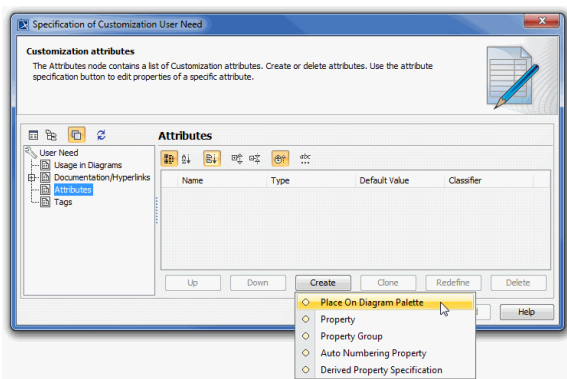 Specification of Customization User Need
Customization attributes
The Attributes node contains a list of Customization attributes. Create or delete attributes. Use the attribute
specification button to edit properties of a specific attribute.
Attributes
User Need
Usage in Diagrams
Documentation/Hyperlinks
Attributes
Tags
Name Type Default Value Classifier
Up Down Create Clone Redefine Delete
Place On Diagram Palette
Property
Help
Property Group
Auto Numbering Property
Derived Property Specification